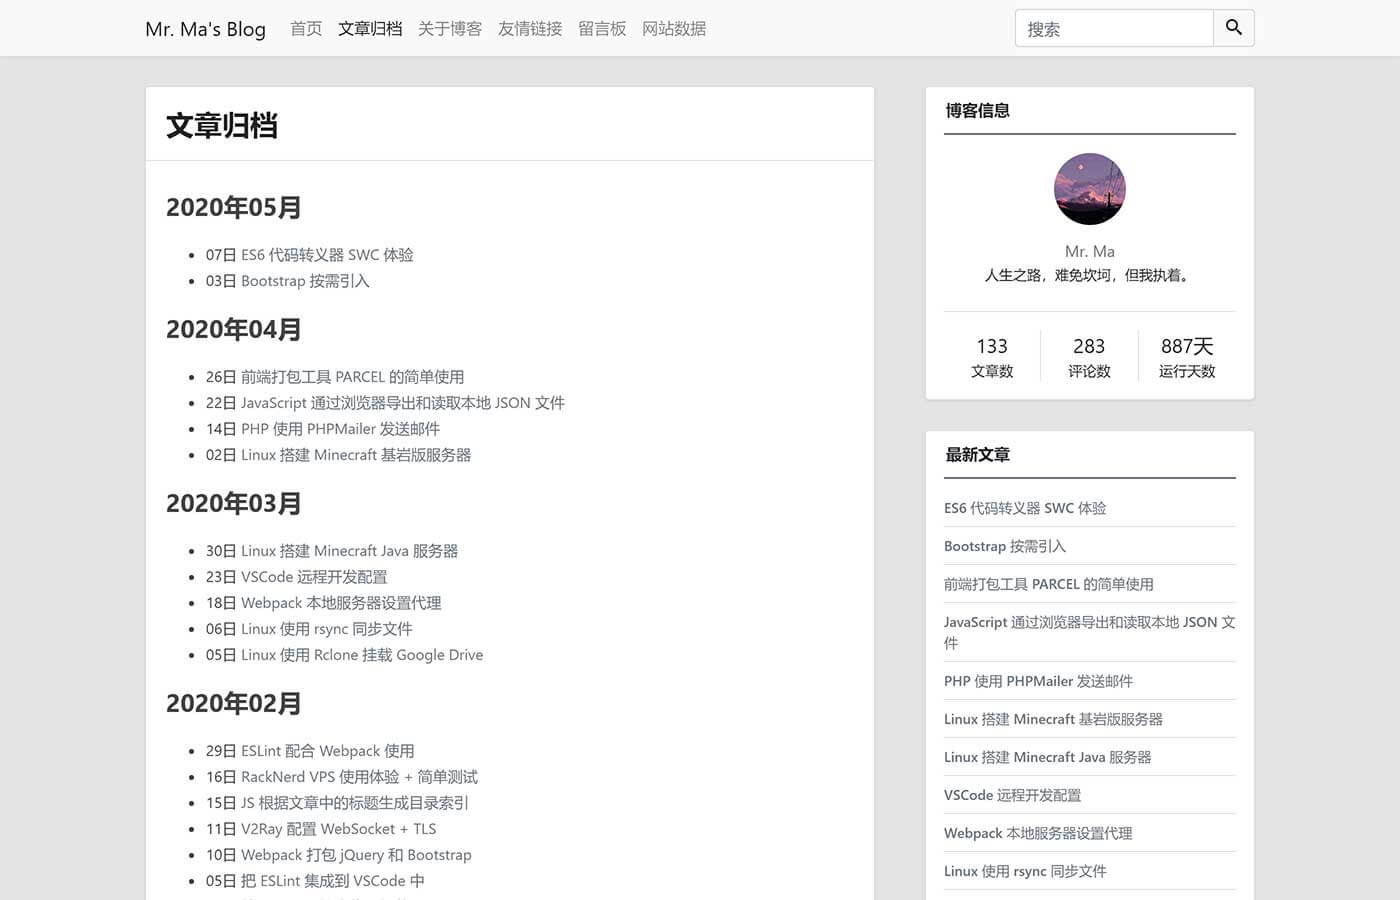 Mr. Ma's Blog 首页 文章归档 关于博客 友情链接 留言板 网站数据 搜索
文章归档
2020年05月
07日 ES6 代码转义器 SWC 体验
03日 Bootstrap 按需引入
2020年04月
26日 前端打包工具 PARCEL 的简单使用
22日 JavaScript 通过浏览器导出和读取本地 JSON 文件
14日 PHP 使用 PHPMailer 发送邮件
02日 Linux 搭建 Minecraft 基岩版服务器
2020年03月
30日 Linux 搭建 Minecraft Java 服务器
23日 VSCode 远程开发配置
18日 Webpack 本地服务器设置代理
06日 Linux 使用 rsync 同步文件
05日 Linux 使用 Rclone 挂载 Google Drive
2020年02月
29日 ESLint 配合 Webpack 使用
16日 RackNerd VPS 使用体验 + 简单测试
15日 JS 根据文章中的标题生成目录索引
11日 V2Ray 配置 WebSocket + TLS
10日 Webpack 打包 jQuery 和 Bootstrap
05日 把 ESLint 集成到 VSCode 中
博客信息
Mr. Ma
人生之路，难免坎坷，但我执着。
133 283 887天
文章数 评论数 运行天数
最新文章
ES6 代码转义器 SWC 体验
Bootstrap 按需引入
前端打包工具 PARCEL 的简单使用
JavaScript 通过浏览器导出和读取本地 JSON 文
件
PHP 使用 PHPMailer 发送邮件
Linux 搭建 Minecraft 基岩版服务器
Linux 搭建 Minecraft Java 服务器
VSCode 远程开发配置
Webpack 本地服务器设置代理
Linux 使用 rsync 同步文件